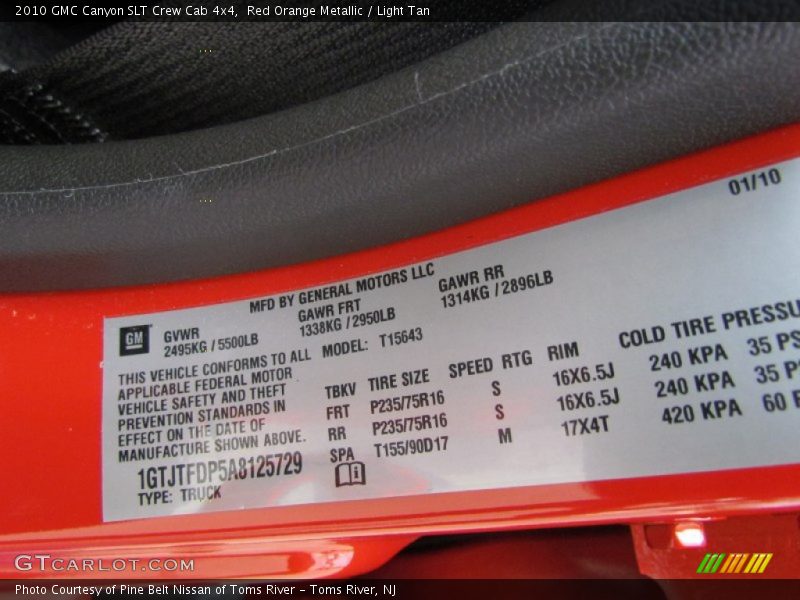 2010 GMC Canyon SLT Crew Cab 4x4, Red Orange Metallic / Light Tan
01/10
MFD BY GENERAL MOTORS LLC
GM
GVWR GAWR FRT GAWR RR
2495KG / 5500LB 1338KG / 2950LB 1314KG / 2896LB
THIS VEHICLE CONFORMS TO ALL
APPLICABLE FEDERAL MOTOR
VEHICLE SAFETY AND THEFT
PREVENTION STANDARDS IN
EFFECT ON THE DATE OF
MANUFACTURE SHOWN ABOVE.
1GTJTFDP5A8125729
TYPE: TRUCK
MODEL: T15643
TBKV TIRE SIZE SPEED RTG RIM COLD TIRE PRESSU
FRT P235/75R16 S 16X6.5J 240 KPA 35 PS
RR P235/75R16 S 16X6.5J 240 KPA 35 P
SPA T155/90D17 M 17X4T 420 KPA 60
GTCARLOT.COM
Photo Courtesy of Pine Belt Nissan of Toms River – Toms River, NJ